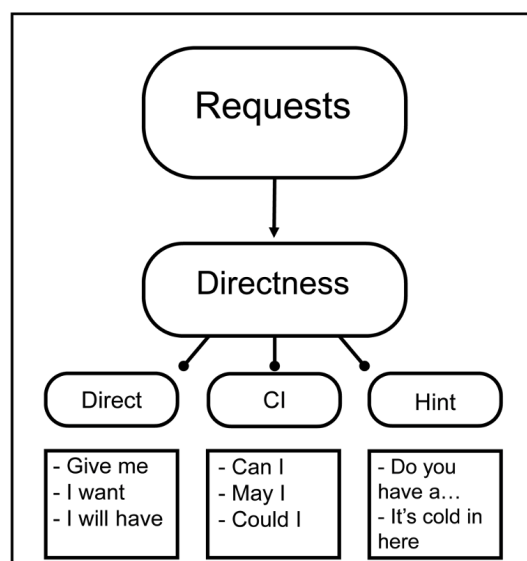 Requests
Directness
Direct
CI
Hint
- Give me
- I want
- I will have
- Can I
- May I
- Could I
- Do you
have a…
- It's cold in
here